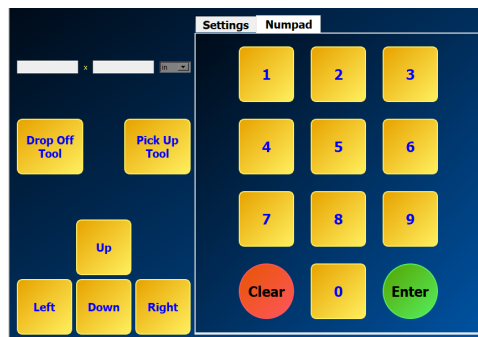 Settings Numpad
x in
1 2 3
Drop Off
Tool
Pick Up
Tool
4 5 6
7 8 9
Up
Left Down Right
Clear 0 Enter